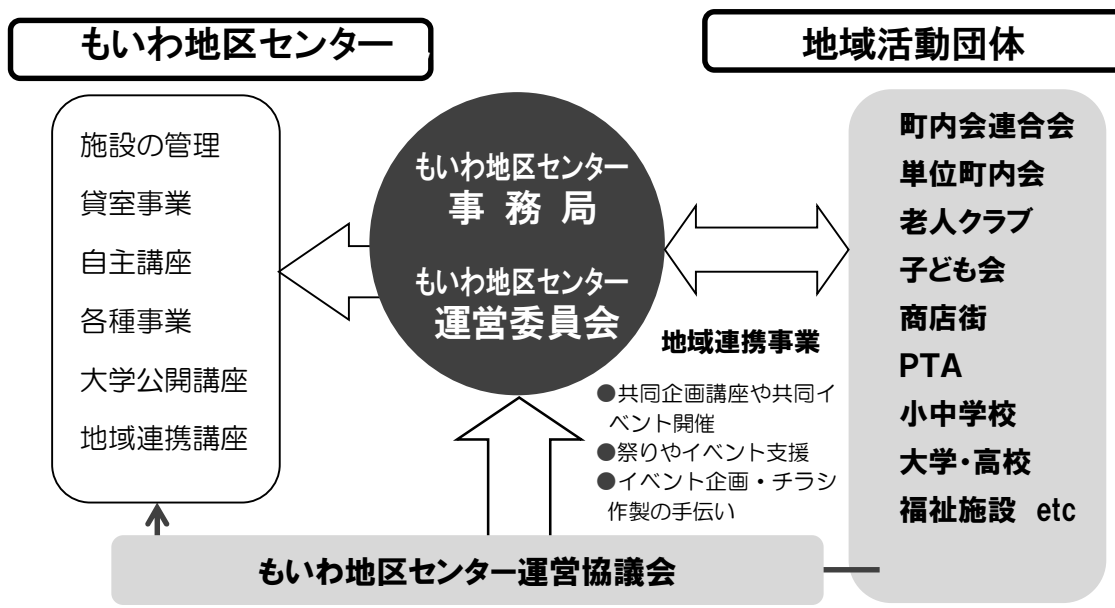 もいわ地区センター
地域活動団体
施設の管理
貸室事業
自主講座
各種事業
大学公開講座
地域連携講座
もいわ地区センター
事 務 局
もいわ地区センター
運営委員会
地域連携事業
●共同企画講座や共同イ
ベント開催
●祭りやイベント支援
●イベント企画・チラシ
作製の手伝い
町内会連合会
単位町内会
老人クラブ
子ども会
商店街
PTA
小中学校
大学・高校
福祉施設 etc
もいわ地区センター運営協議会